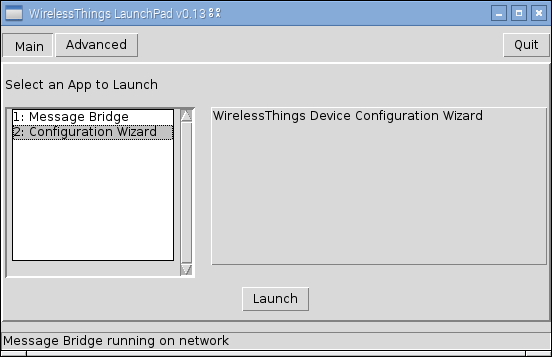 WirelessThings LaunchPad v0.13
Main
Advanced
Quit
Select an App to Launch
1: Message Bridge
2: Configuration Wizard
WirelessThings Device Configuration Wizard
Launch
Message Bridge running on network